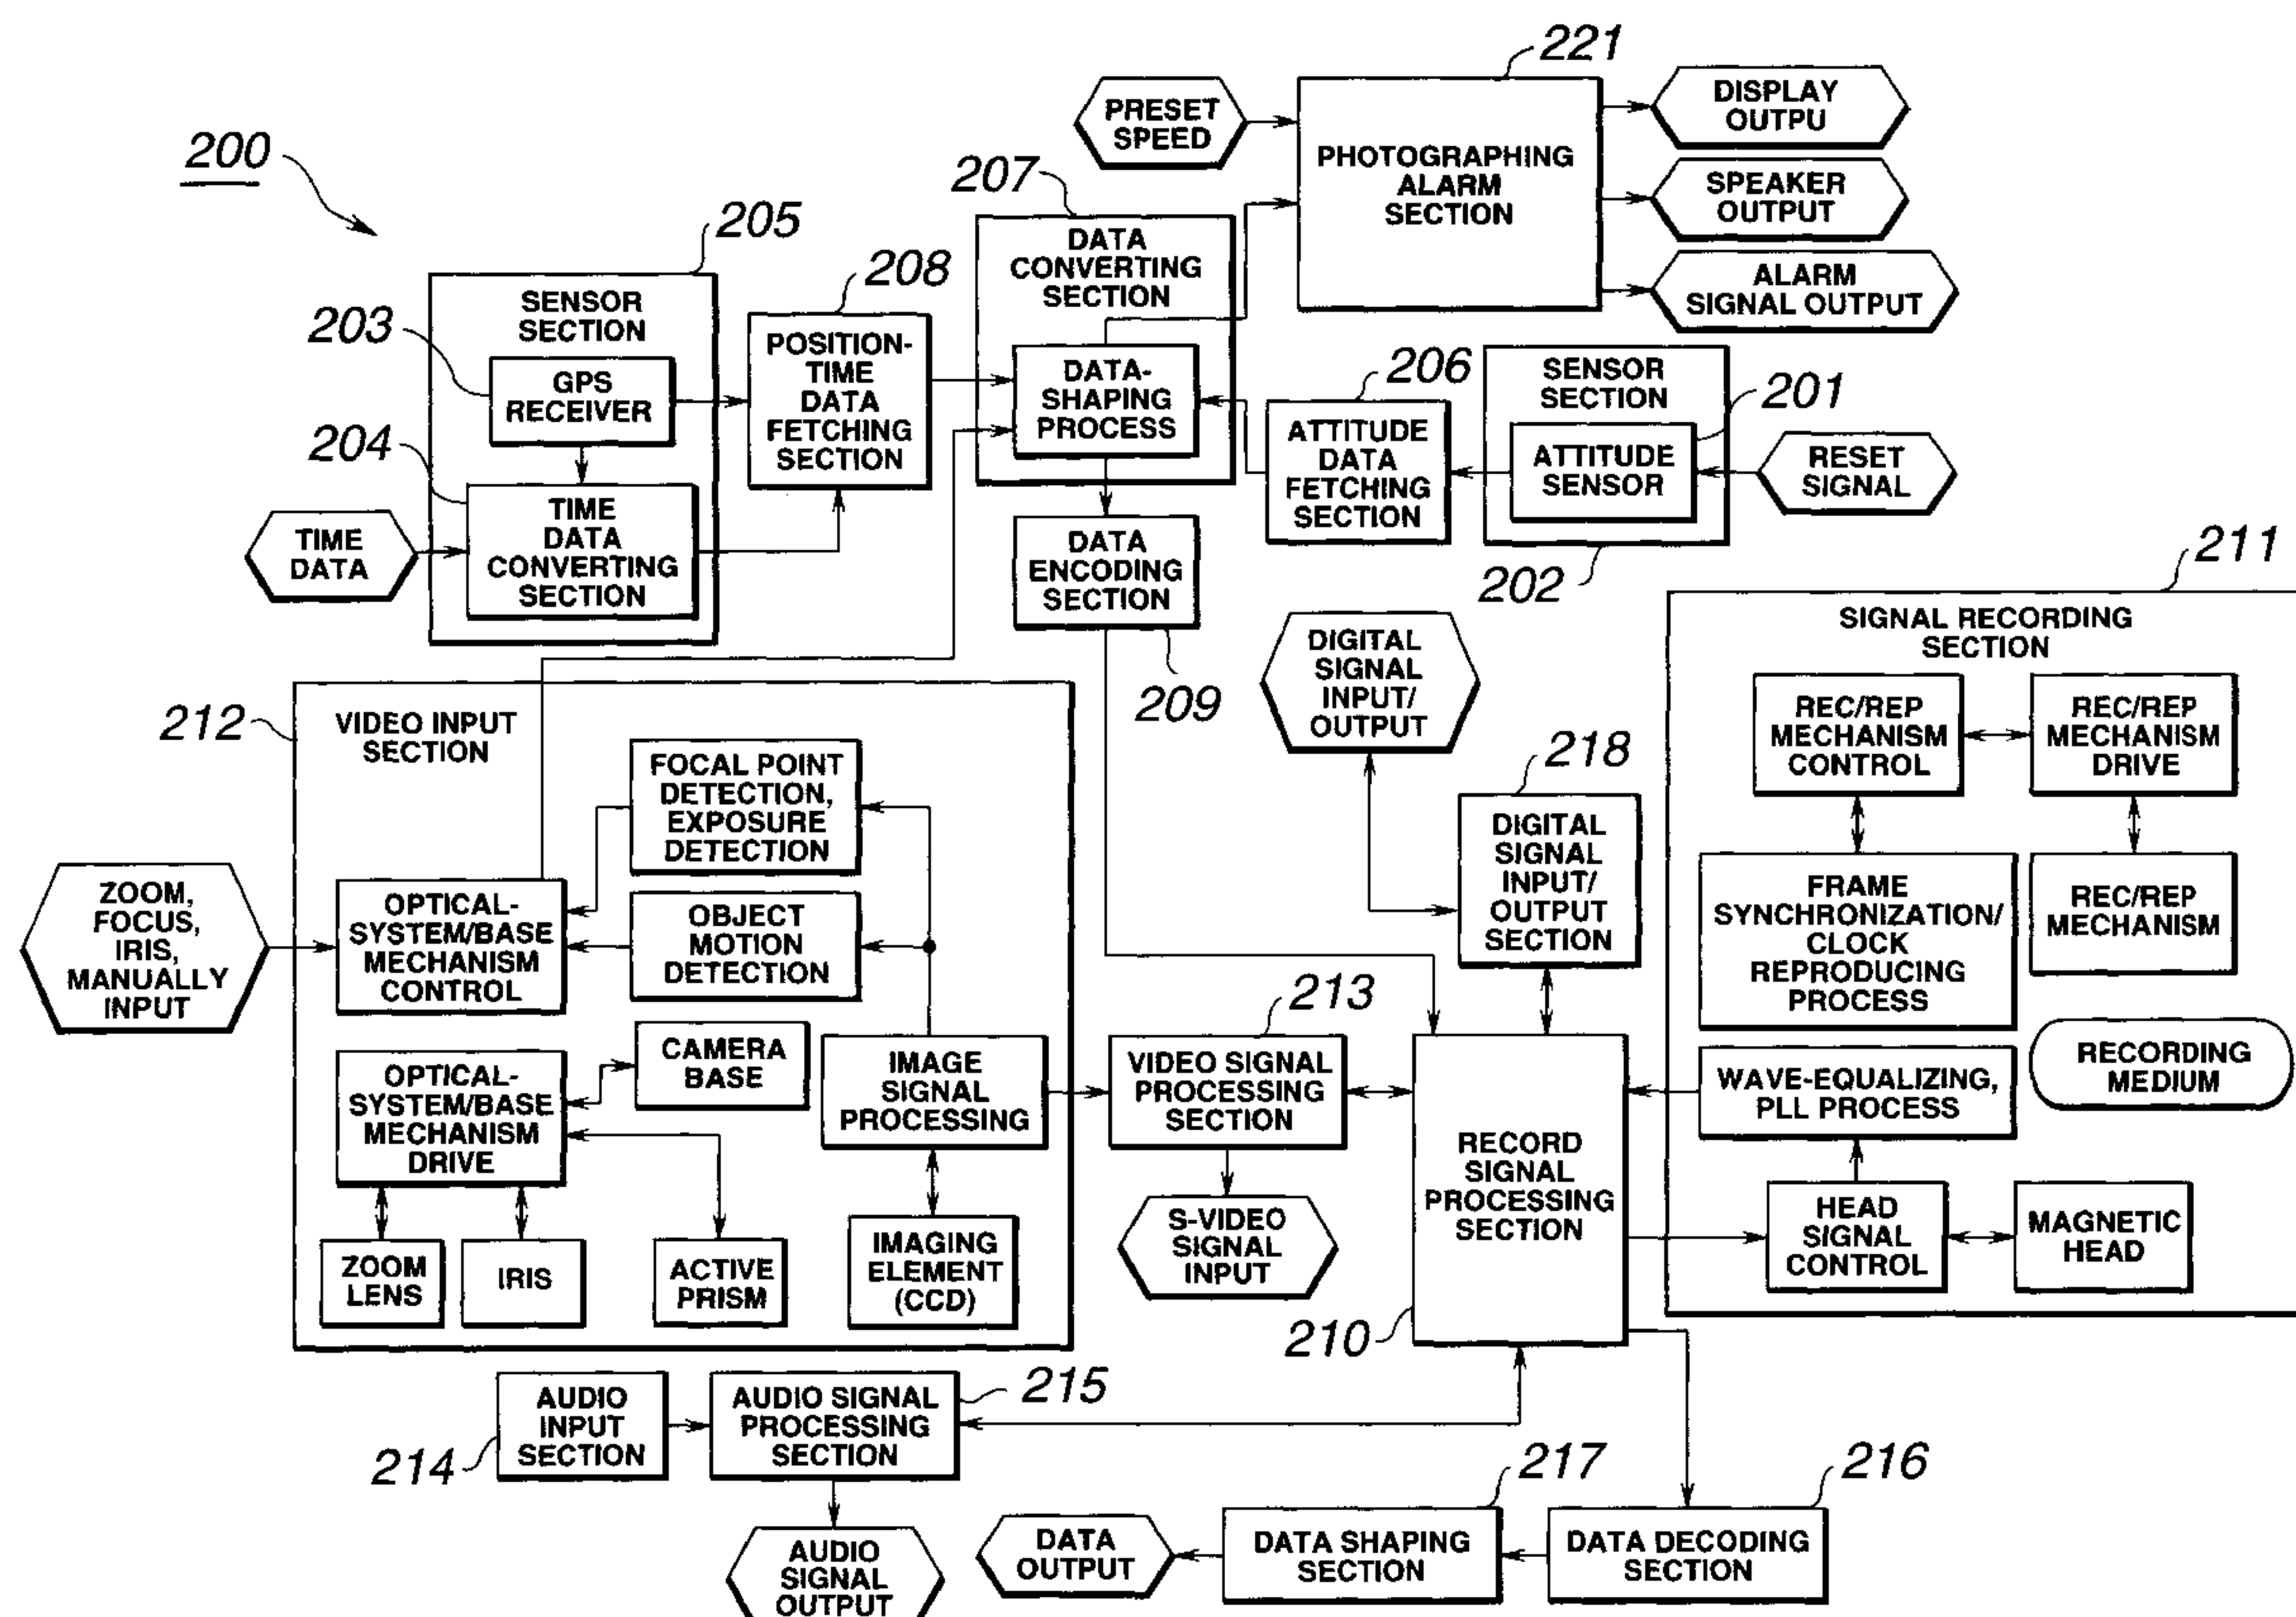 200
221
PRESET
SPEED
PHOTOGRAPHING
ALARM
SECTION
DISPLAY
OUTPU
SPEAKER
OUTPUT
ALARM
SIGNAL OUTPUT
207
DATA
CONVERTING
SECTION
DATA-
SHAPING
PROCESS
205
SENSOR
SECTION
203
GPS
RECEIVER
204
TIME
DATA
CONVERTING
SECTION
TIME
DATA
208
POSITION-
TIME
DATA
FETCHING
SECTION
206
ATTITUDE
DATA
FETCHING
SECTION
SENSOR
SECTION
201
ATTITUDE
SENSOR
202
RESET
SIGNAL
DATA
ENCODING
SECTION
209
DIGITAL
SIGNAL
INPUT/
OUTPUT
218
DIGITAL
SIGNAL
INPUT/
OUTPUT
SECTION
211
SIGNAL RECORDING
SECTION
REC/REP
MECHANISM
CONTROL
REC/REP
MECHANISM
DRIVE
FRAME
SYNCHRONIZATION/
CLOCK
REPRODUCING
PROCESS
REC/REP
MECHANISM
WAVE-EQUALIZING,
PLL PROCESS
RECORDING
MEDIUM
HEAD
SIGNAL
CONTROL
MAGNETIC
HEAD
212
VIDEO INPUT
SECTION
FOCAL POINT
DETECTION,
EXPOSURE
DETECTION
ZOOM,
FOCUS,
IRIS,
MANUALLY
INPUT
OPTICAL-
SYSTEM/BASE
MECHANISM
CONTROL
OBJECT
MOTION
DETECTION
OPTICAL-
SYSTEM/BASE
MECHANISM
DRIVE
CAMERA
BASE
IMAGE
SIGNAL
PROCESSING
ZOOM
LENS
IRIS
ACTIVE
PRISM
IMAGING
ELEMENT
(CCD)
213
VIDEO SIGNAL
PROCESSING
SECTION
S-VIDEO
SIGNAL
INPUT
RECORD
SIGNAL
PROCESSING
SECTION
210
AUDIO
INPUT
SECTION
214
AUDIO SIGNAL
PROCESSING
SECTION
215
AUDIO
SIGNAL
OUTPUT
DATA
OUTPUT
217
DATA SHAPING
SECTION
216
DATA DECODING
SECTION